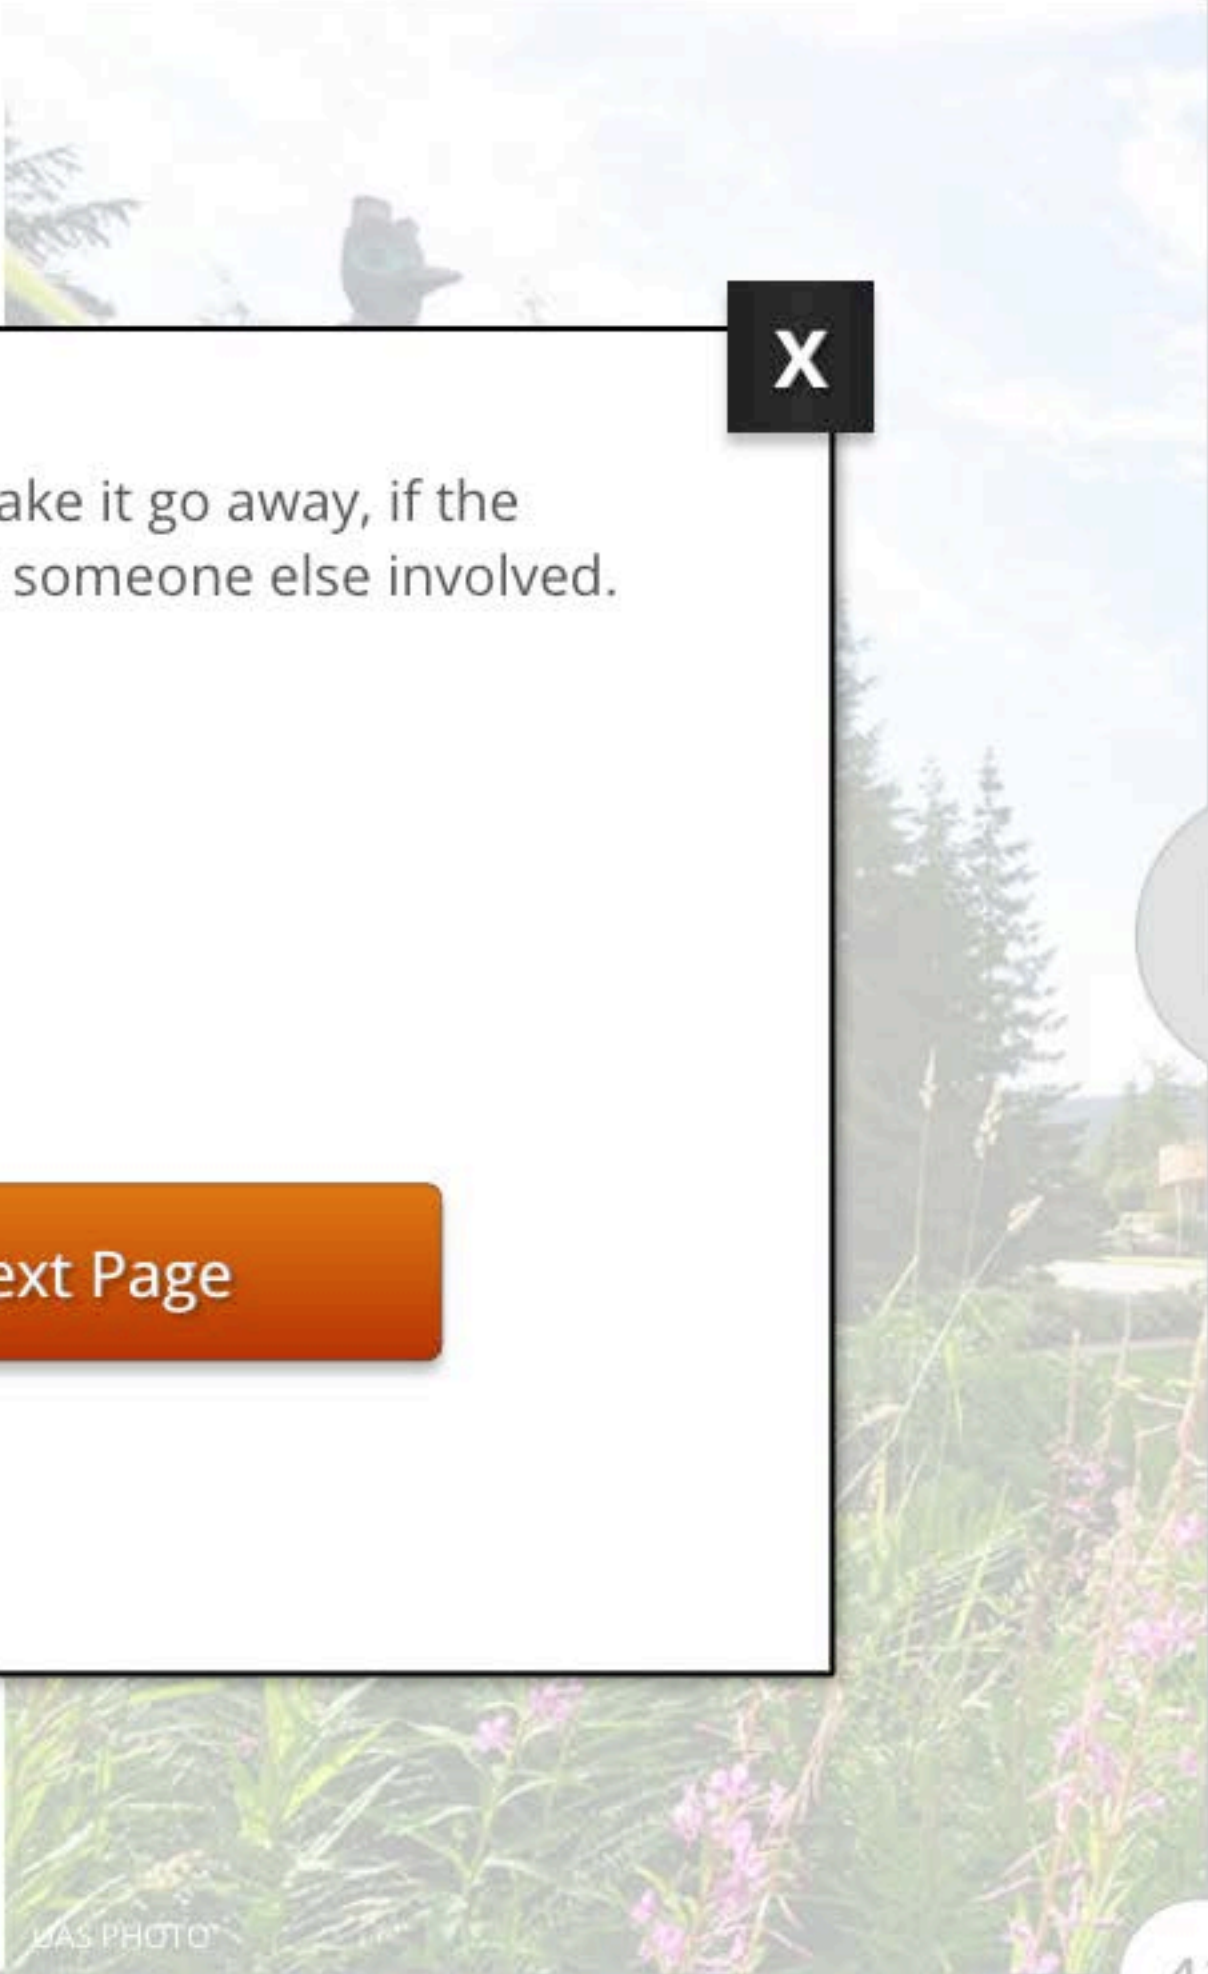 X
ake it go away, if the
someone else involved.
ext Page
UAS PHOTO